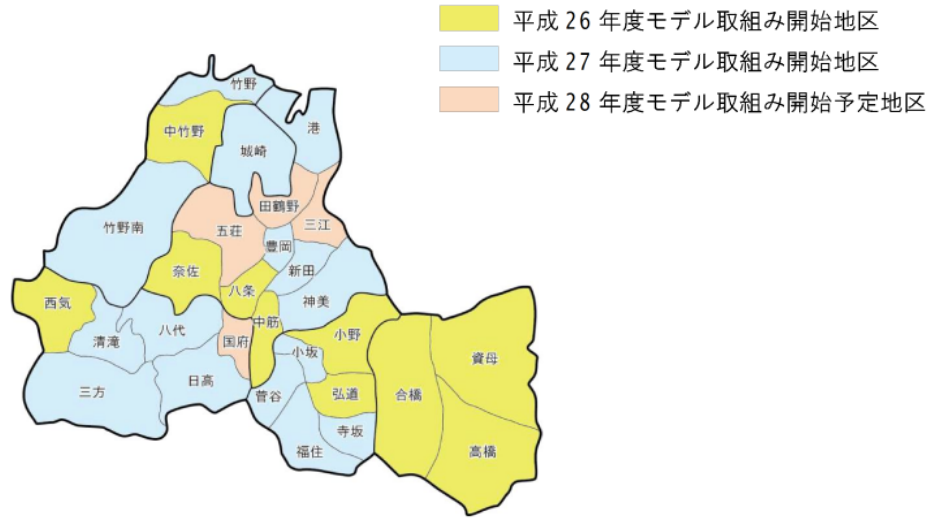 平成 26 年度モデル取組み開始地区
平成 27 年度モデル取組み開始地区
平成 28 年度モデル取組み開始予定地区
竹野
中竹野
港
城崎
田鶴野
三江
竹野南
五荘
豊岡
奈佐
新田
八条
神美
西気
中筋
八代
清滝
国府
小野
小坂
資母
日高
三方
菅谷
弘道
合橋
寺坂
福住
高橋